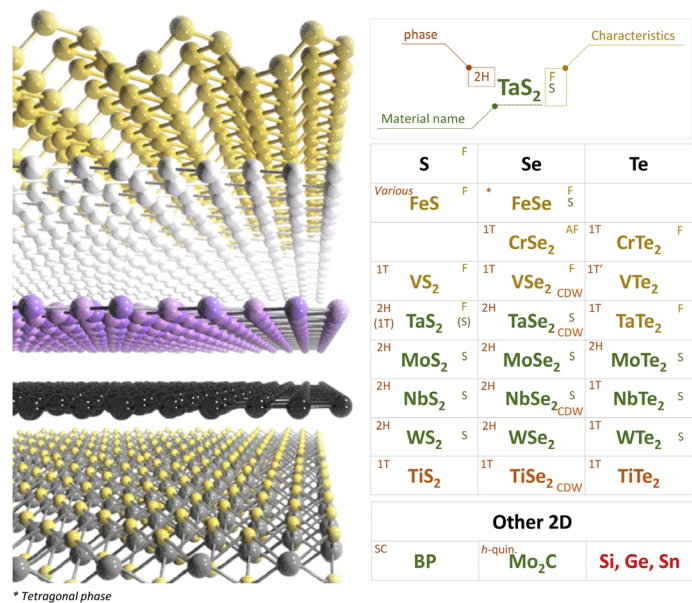 phase
Characteristics
2H TaS2 F S
Material name
S F Se Te
Various FeS F * FeSe F S
1T CrSe2 AF 1T CrTe2 F
1T VS2 F 1T VSe2 F CDW 1T' VTe2
2H (1T) TaS2 F (S) 2H TaSe2 S CDW 1T TaTe2 F
2H MoS2 S 2H MoSe2 S 2H MoTe2 S
2H NbS2 S 2H NbSe2 S CDW 1T NbTe2 S
2H WS2 S 2H WSe2 1T WTe2 S
1T TiS2 1T TiSe2 CDW 1T TiTe2
Other 2D
SC BP h-quin. Mo2C Si, Ge, Sn
* Tetragonal phase